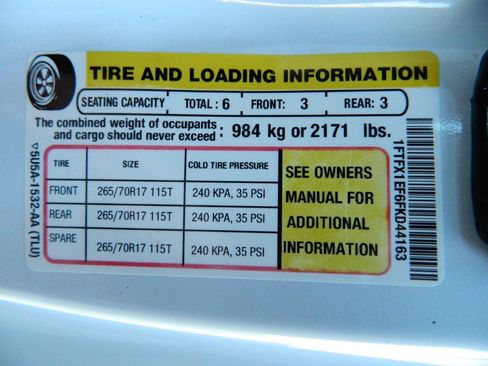 TIRE AND LOADING INFORMATION
SEATING CAPACITY TOTAL : 6 FRONT: 3 REAR: 3
The combined weight of occupants
and cargo should never exceed : 984 kg or 2171 lbs.
TIRE SIZE COLD TIRE PRESSURE
FRONT 265/70R17 115T 240 KPA, 35 PSI
REAR 265/70R17 115T 240 KPA, 35 PSI
SPARE 265/70R17 115T 240 KPA, 35 PSI
SEE OWNERS
MANUAL FOR
ADDITIONAL
INFORMATION
▽5U5A-1532-AA (TLU)
1FTFX1EF6FKD44163